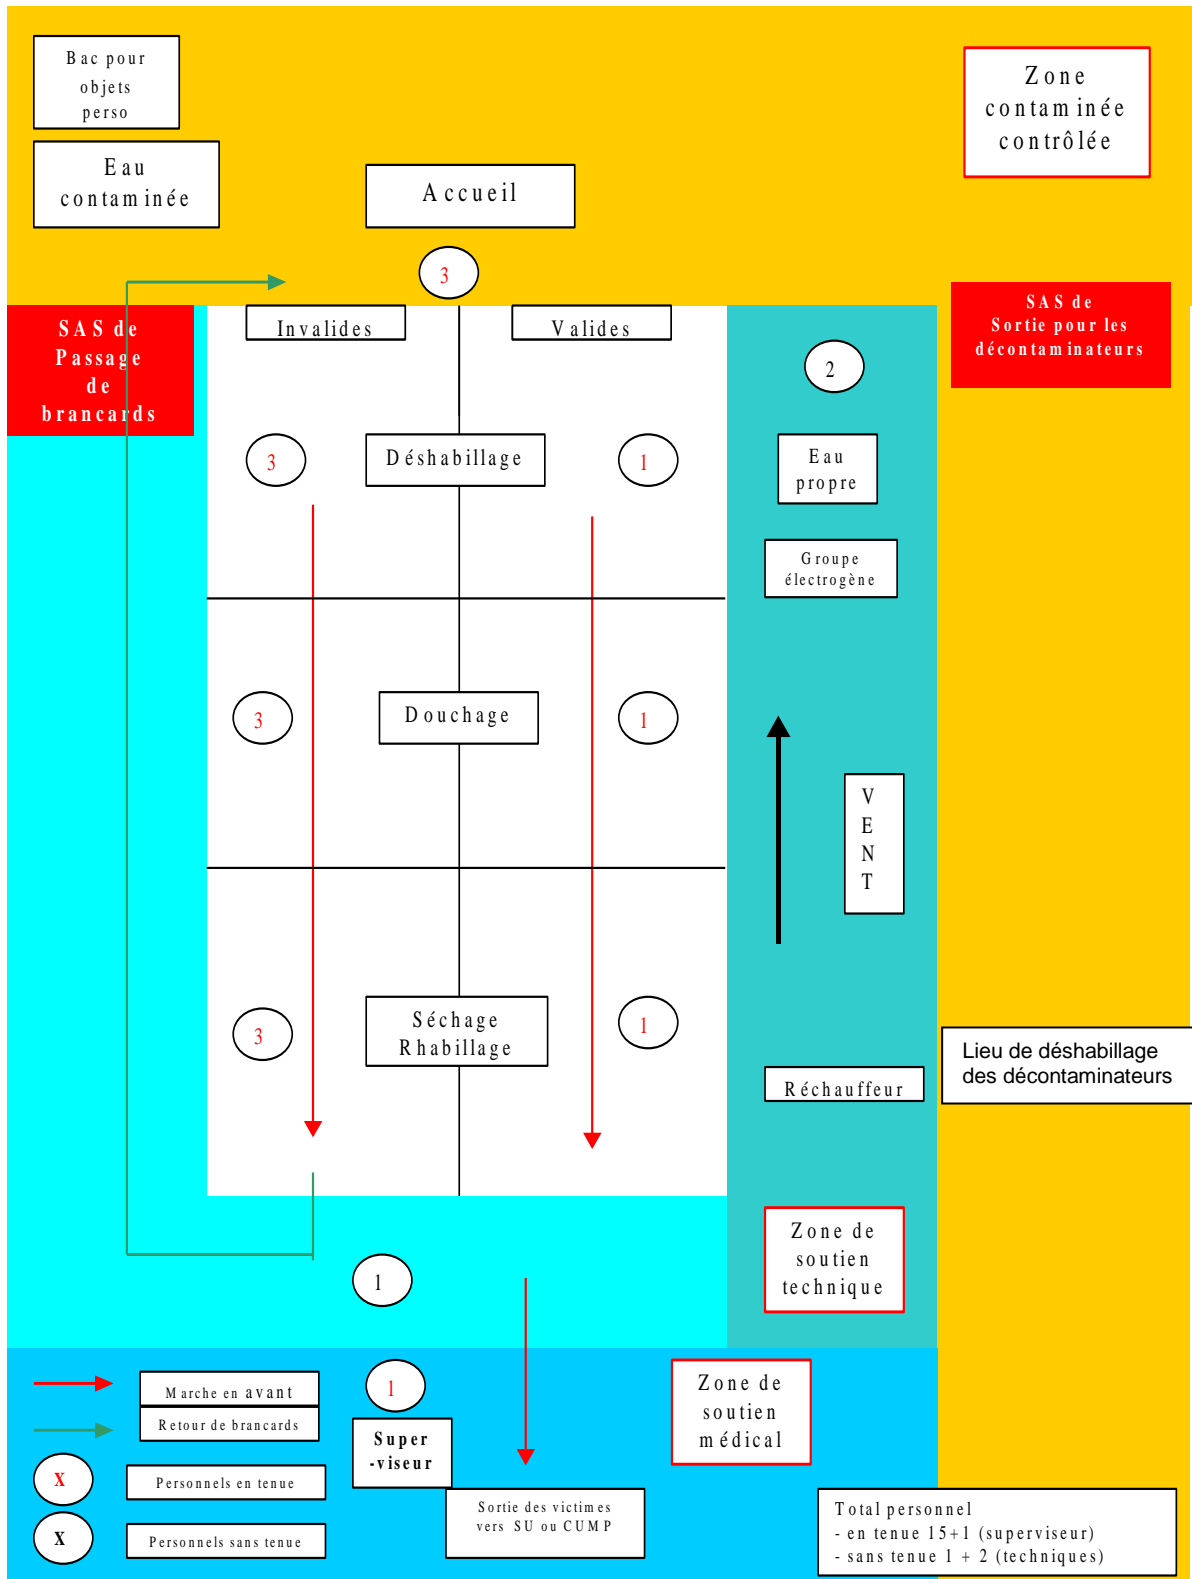 Bac pour
objets
perso
Zone
contaminée
contrôlée
Eau
contaminée
Accueil
3
SAS de
Passage
de
brancards
Invalides
Valides
SAS de
Sortie pour les
décontaminateurs
2
3
Déshabillage
1
Eau
propre
Groupe
électrogène
3
Douchage
1
V
E
N
T
3
Séchage
Rhabillage
1
Réchauffeur
Lieu de déshabillage
des décontaminateurs
Zone de
soutien
technique
1
Marche en avant
Retour de brancards
1
Super
-viseur
Zone de
soutien
médical
X
Personnels en tenue
X
Personnels sans tenue
Sortie des victimes
vers SU ou CUMP
Total personnel
- en tenue 15+1 (superviseur)
- sans tenue 1 + 2 (techniques)